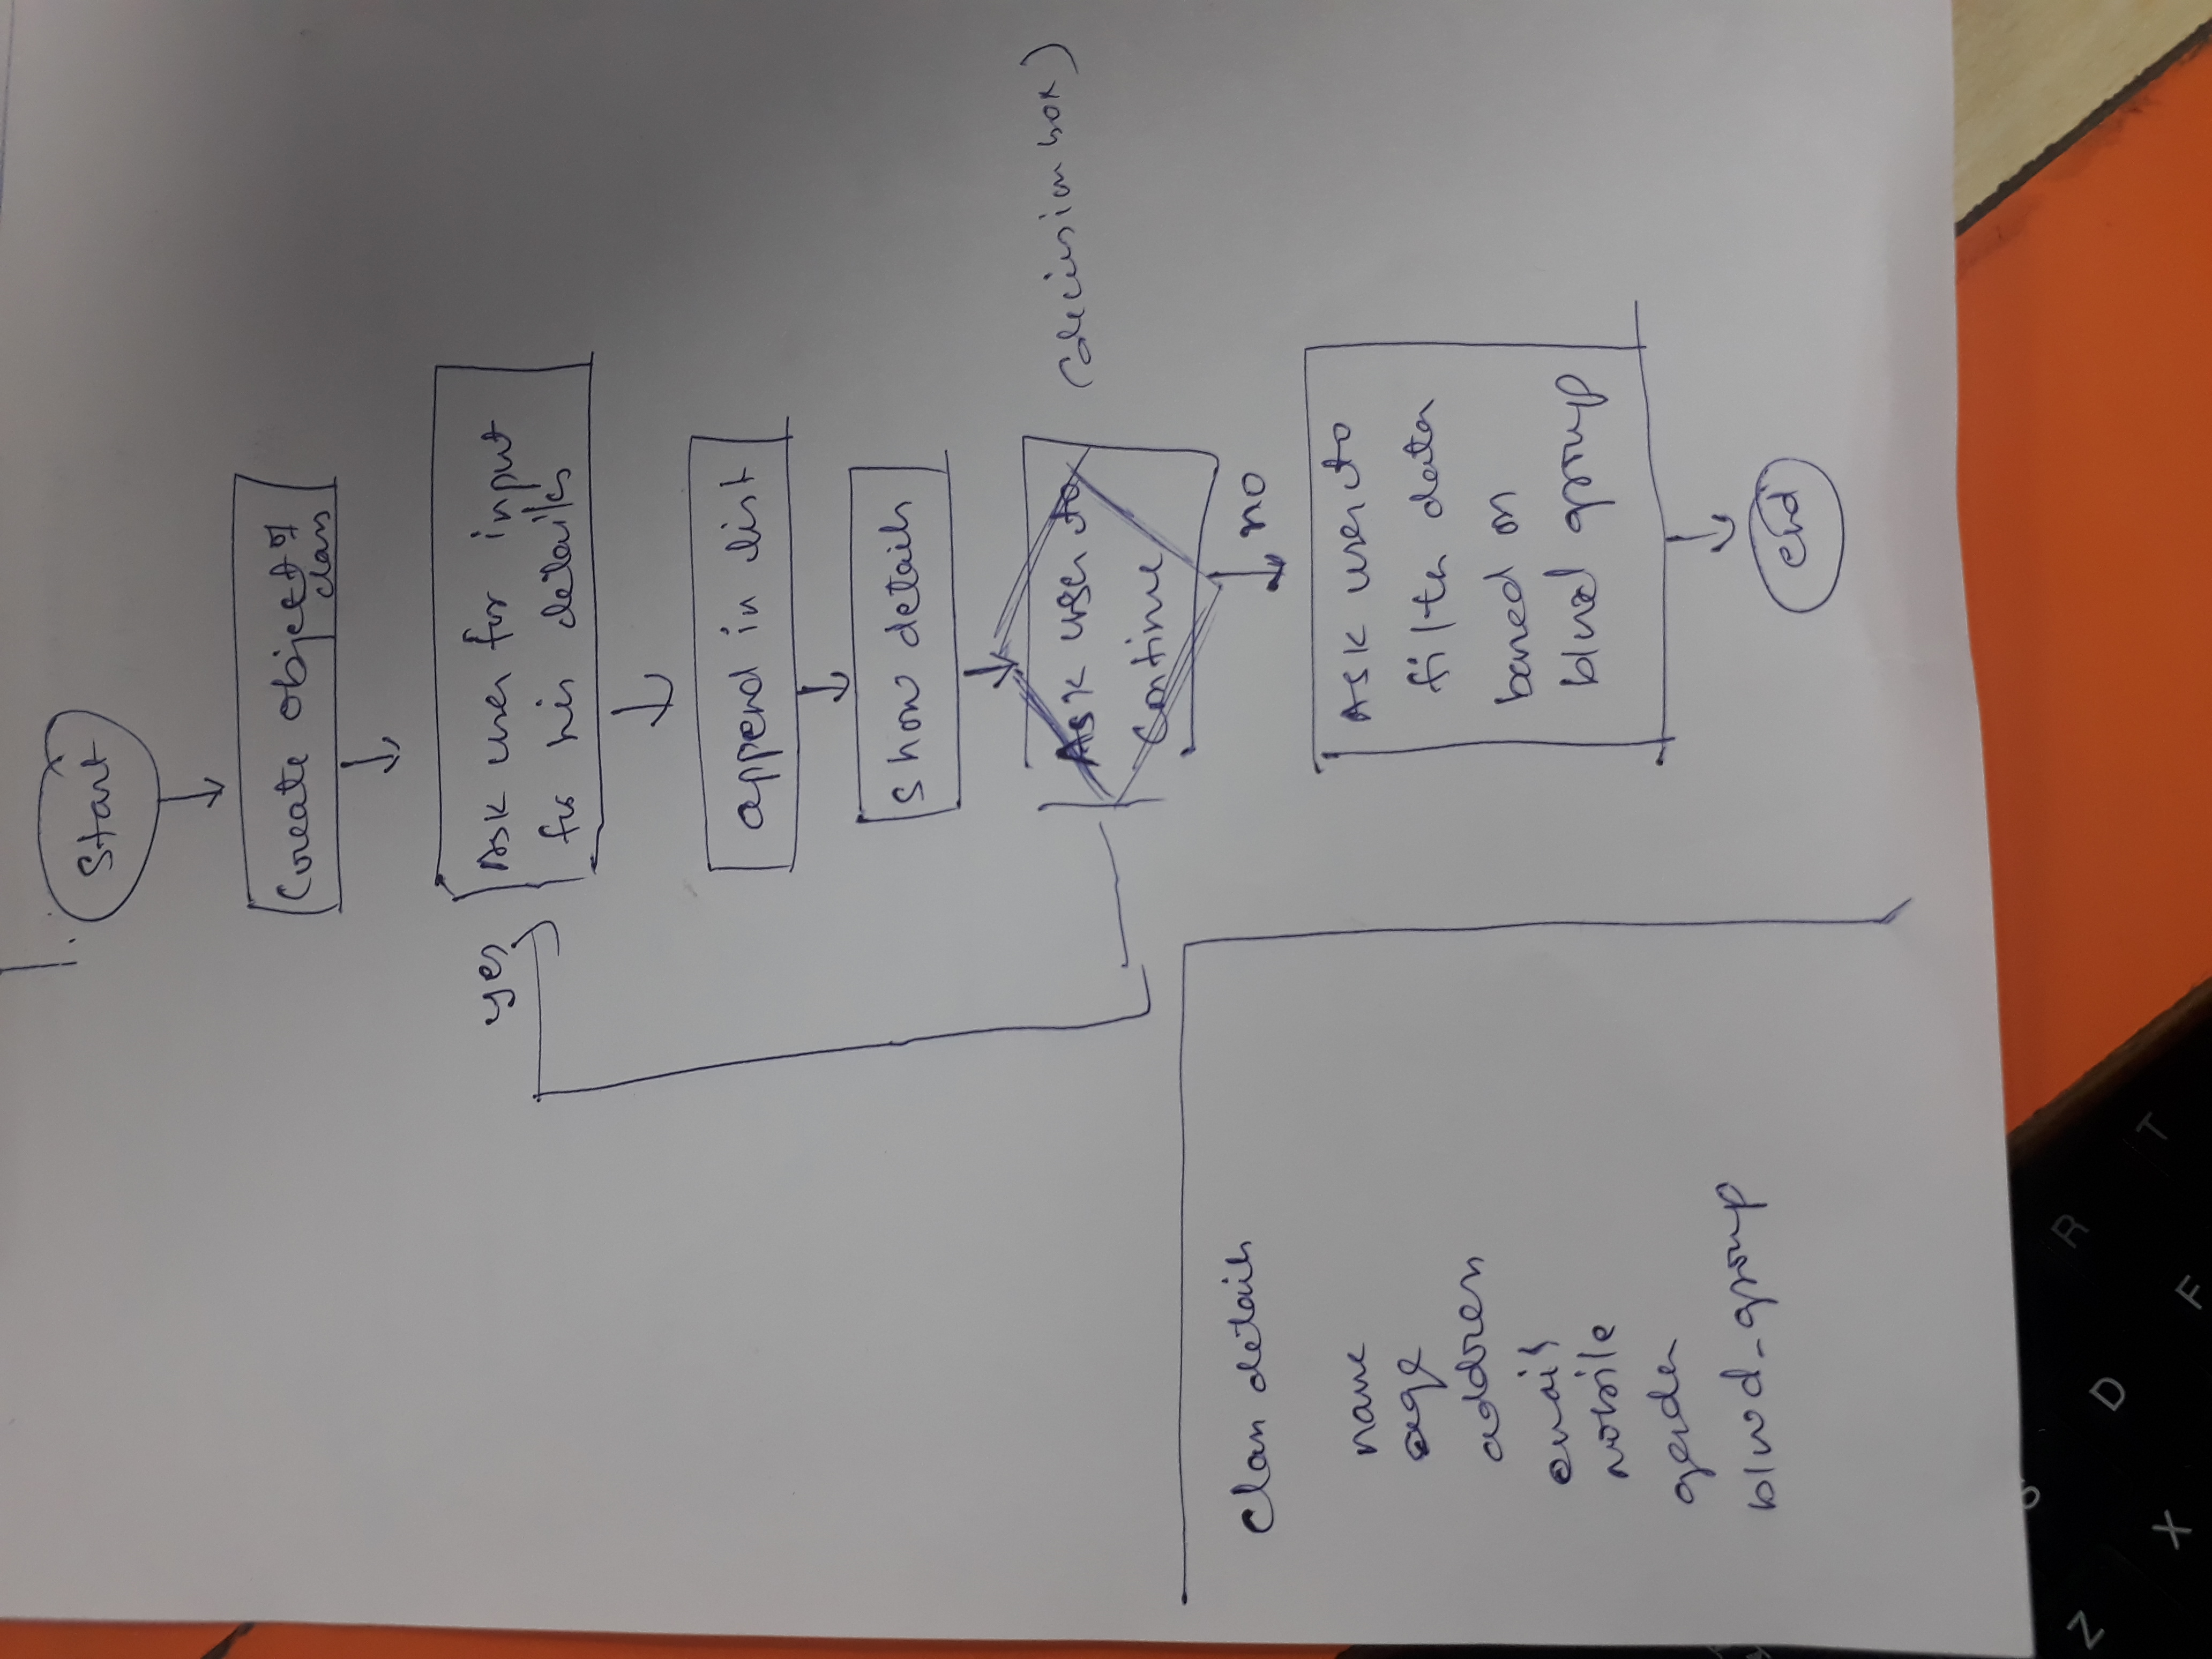 1.
Start
Create object of
class
yes
Ask user for input
for his details
append in list
Show details
Ask user to
Continue
(decision box)
no
Ask user to
filter data
based on
blood group
end
Class details
name
age
address
email
mobile
gender
blood_group
R
Z
D
T
X
F